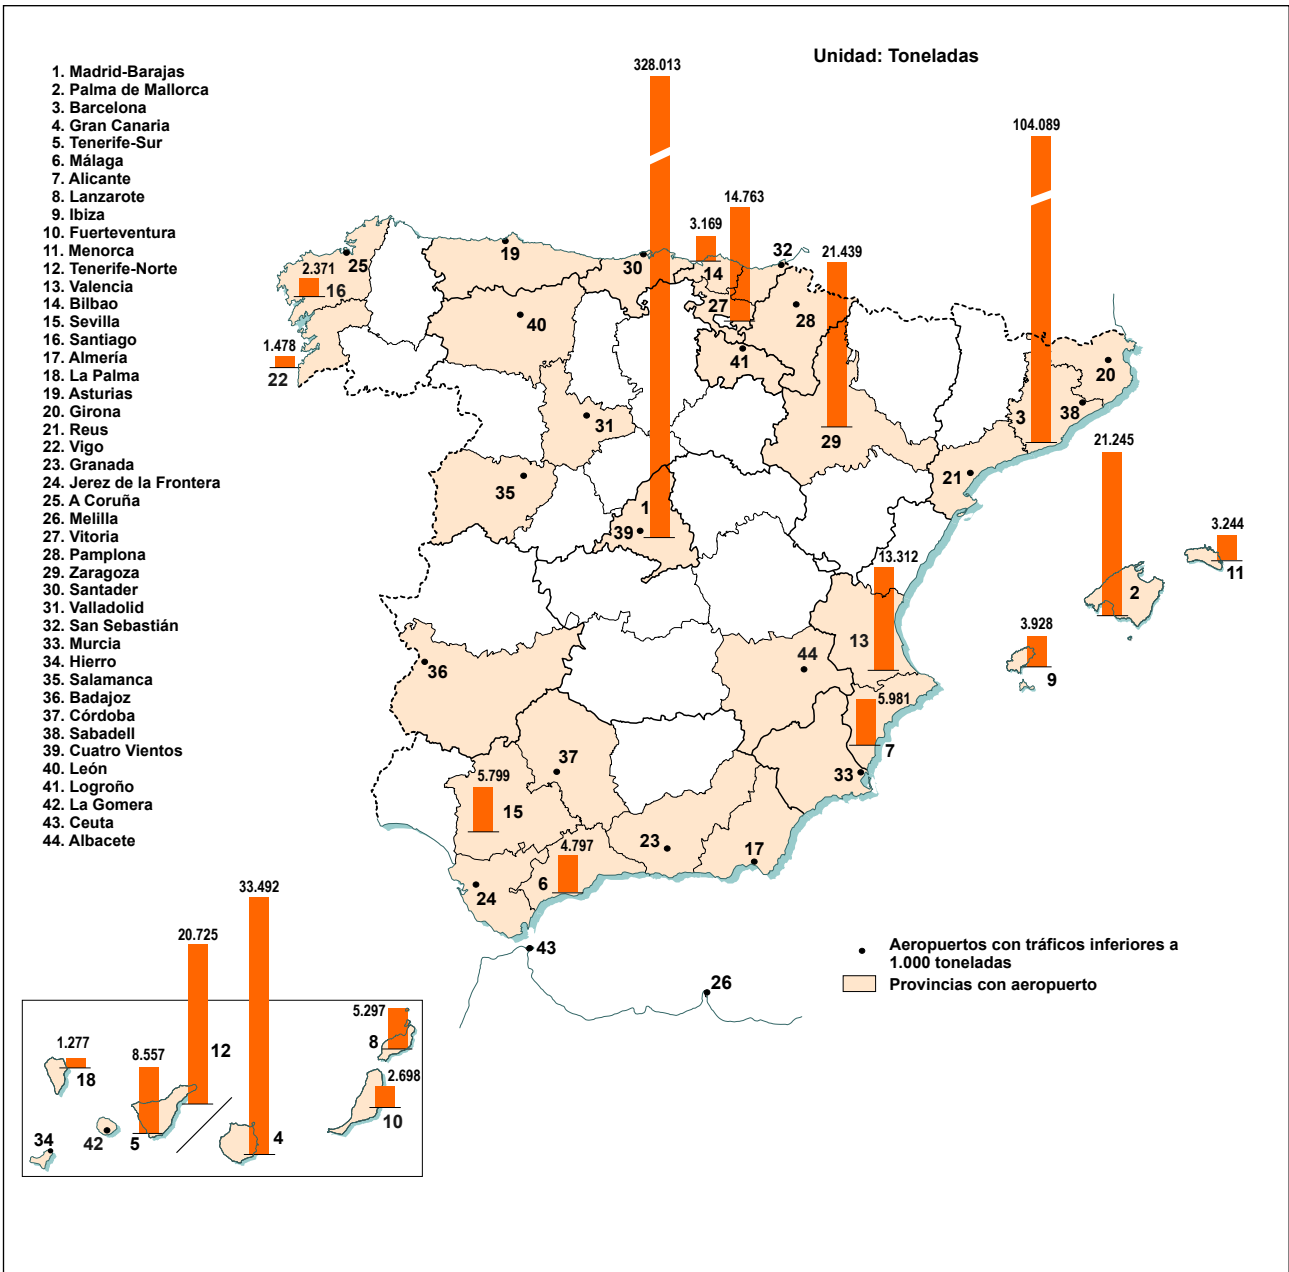 Unidad: Toneladas
1. Madrid-Barajas
2. Palma de Mallorca
3. Barcelona
4. Gran Canaria
5. Tenerife-Sur
6. Málaga
7. Alicante
8. Lanzarote
9. Ibiza
10. Fuerteventura
11. Menorca
12. Tenerife-Norte
13. Valencia
14. Bilbao
15. Sevilla
16. Santiago
17. Almería
18. La Palma
19. Asturias
20. Girona
21. Reus
22. Vigo
23. Granada
24. Jerez de la Frontera
25. A Coruña
26. Melilla
27. Vitoria
28. Pamplona
29. Zaragoza
30. Santader
31. Valladolid
32. San Sebastián
33. Murcia
34. Hierro
35. Salamanca
36. Badajoz
37. Córdoba
38. Sabadell
39. Cuatro Vientos
40. León
41. Logroño
42. La Gomera
43. Ceuta
44. Albacete
328.013
104.089
14.763
3.169
21.439
2.371
1.478
21.245
3.244
3.928
13.312
5.981
5.799
4.797
33.492
20.725
8.557
1.277
5.297
2.698
19
30
14
32
25
16
27
28
40
41
22
20
31
3
38
29
35
21
1
39
11
2
13
44
36
9
7
37
33
15
23
17
6
24
43
26
12
8
18
10
5
42
34
4
Aeropuertos con tráficos inferiores a
1.000 toneladas
Provincias con aeropuerto